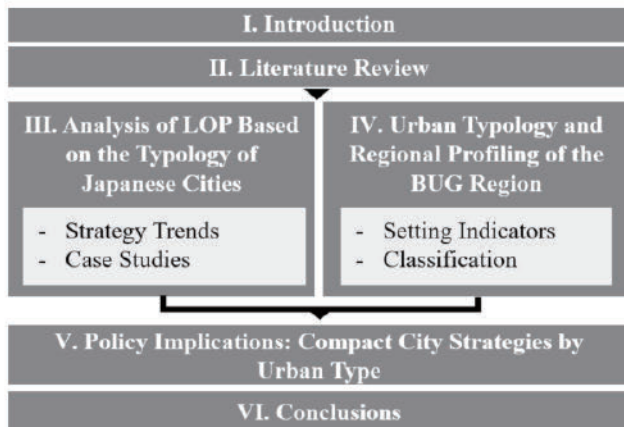 I. Introduction
II. Literature Review
III. Analysis of LOP Based
on the Typology of
Japanese Cities
- Strategy Trends
- Case Studies
IV. Urban Typology and
Regional Profiling of the
BUG Region
- Setting Indicators
- Classification
V. Policy Implications: Compact City Strategies by
Urban Type
VI. Conclusions